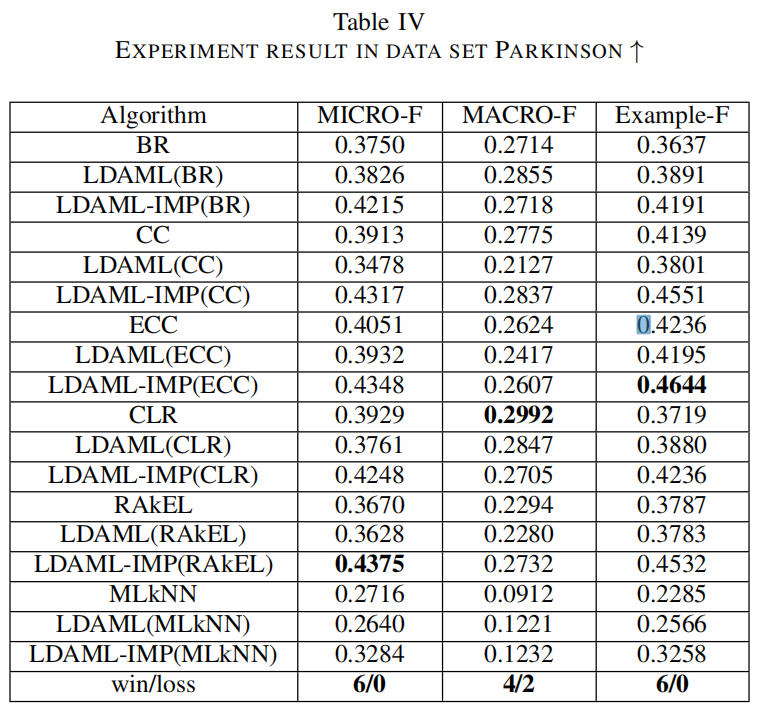 Table IV
EXPERIMENT RESULT IN DATA SET PARKINSON ↑
Algorithm MICRO-F MACRO-F Example-F
BR 0.3750 0.2714 0.3637
LDAML(BR) 0.3826 0.2855 0.3891
LDAML-IMP(BR) 0.4215 0.2718 0.4191
CC 0.3913 0.2775 0.4139
LDAML(CC) 0.3478 0.2127 0.3801
LDAML-IMP(CC) 0.4317 0.2837 0.4551
ECC 0.4051 0.2624 0.4236
LDAML(ECC) 0.3932 0.2417 0.4195
LDAML-IMP(ECC) 0.4348 0.2607 0.4644
CLR 0.3929 0.2992 0.3719
LDAML(CLR) 0.3761 0.2847 0.3880
LDAML-IMP(CLR) 0.4248 0.2705 0.4236
RAkEL 0.3670 0.2294 0.3787
LDAML(RAkEL) 0.3628 0.2280 0.3783
LDAML-IMP(RAkEL) 0.4375 0.2732 0.4532
MLkNN 0.2716 0.0912 0.2285
LDAML(MLkNN) 0.2640 0.1221 0.2566
LDAML-IMP(MLkNN) 0.3284 0.1232 0.3258
win/loss 6/0 4/2 6/0